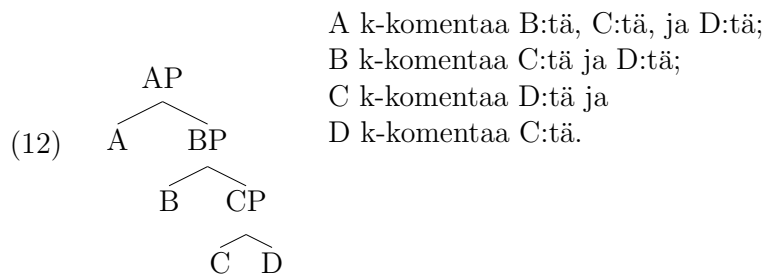 A k-komentaa B:tä, C:tä, ja D:tä;
B k-komentaa C:tä ja D:tä;
C k-komentaa D:tä ja
D k-komentaa C:tä.
(12)
AP
A BP
B CP
C D